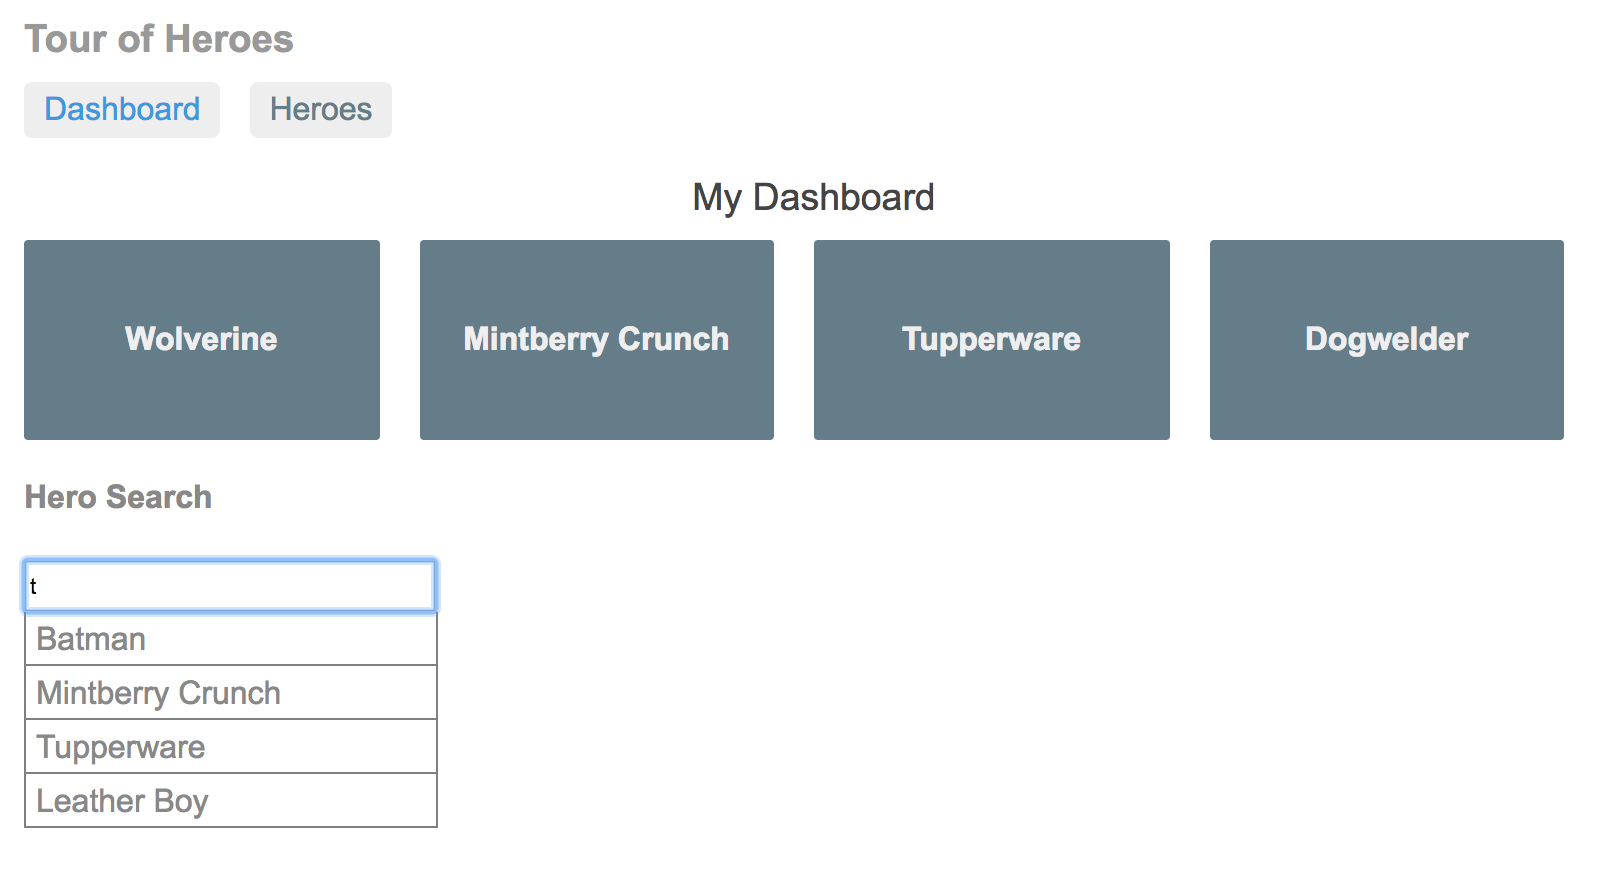 Tour of Heroes
Dashboard Heroes
My Dashboard
Wolverine Mintberry Crunch Tupperware Dogwelder
Hero Search
t
Batman
Mintberry Crunch
Tupperware
Leather Boy